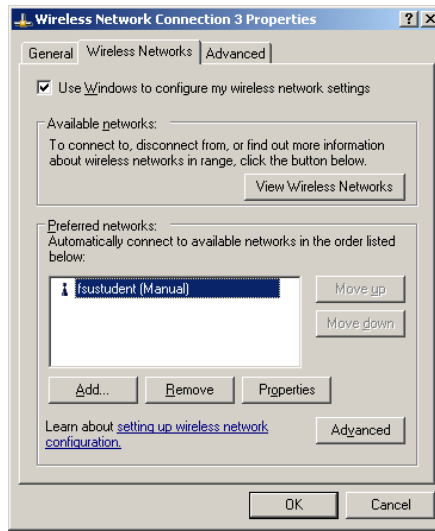 Wireless Network Connection 3 Properties
General Wireless Networks Advanced
Use Windows to configure my wireless network settings
Available networks:
To connect to, disconnect from, or find out more information
about wireless networks in range, click the button below.
View Wireless Networks
Preferred networks:
Automatically connect to available networks in the order listed
below:
fsustudent (Manual)
Move up
Move down
Add... Remove Properties
Learn about setting up wireless network
configuration.
Advanced
OK Cancel